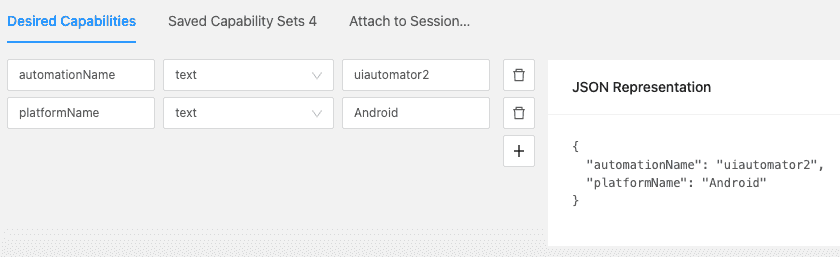 Desired Capabilities Saved Capability Sets 4 Attach to Session...
automationName text uiautomator2
platformName text Android
JSON Representation
{
"automationName": "uiautomator2",
"platformName": "Android"
}